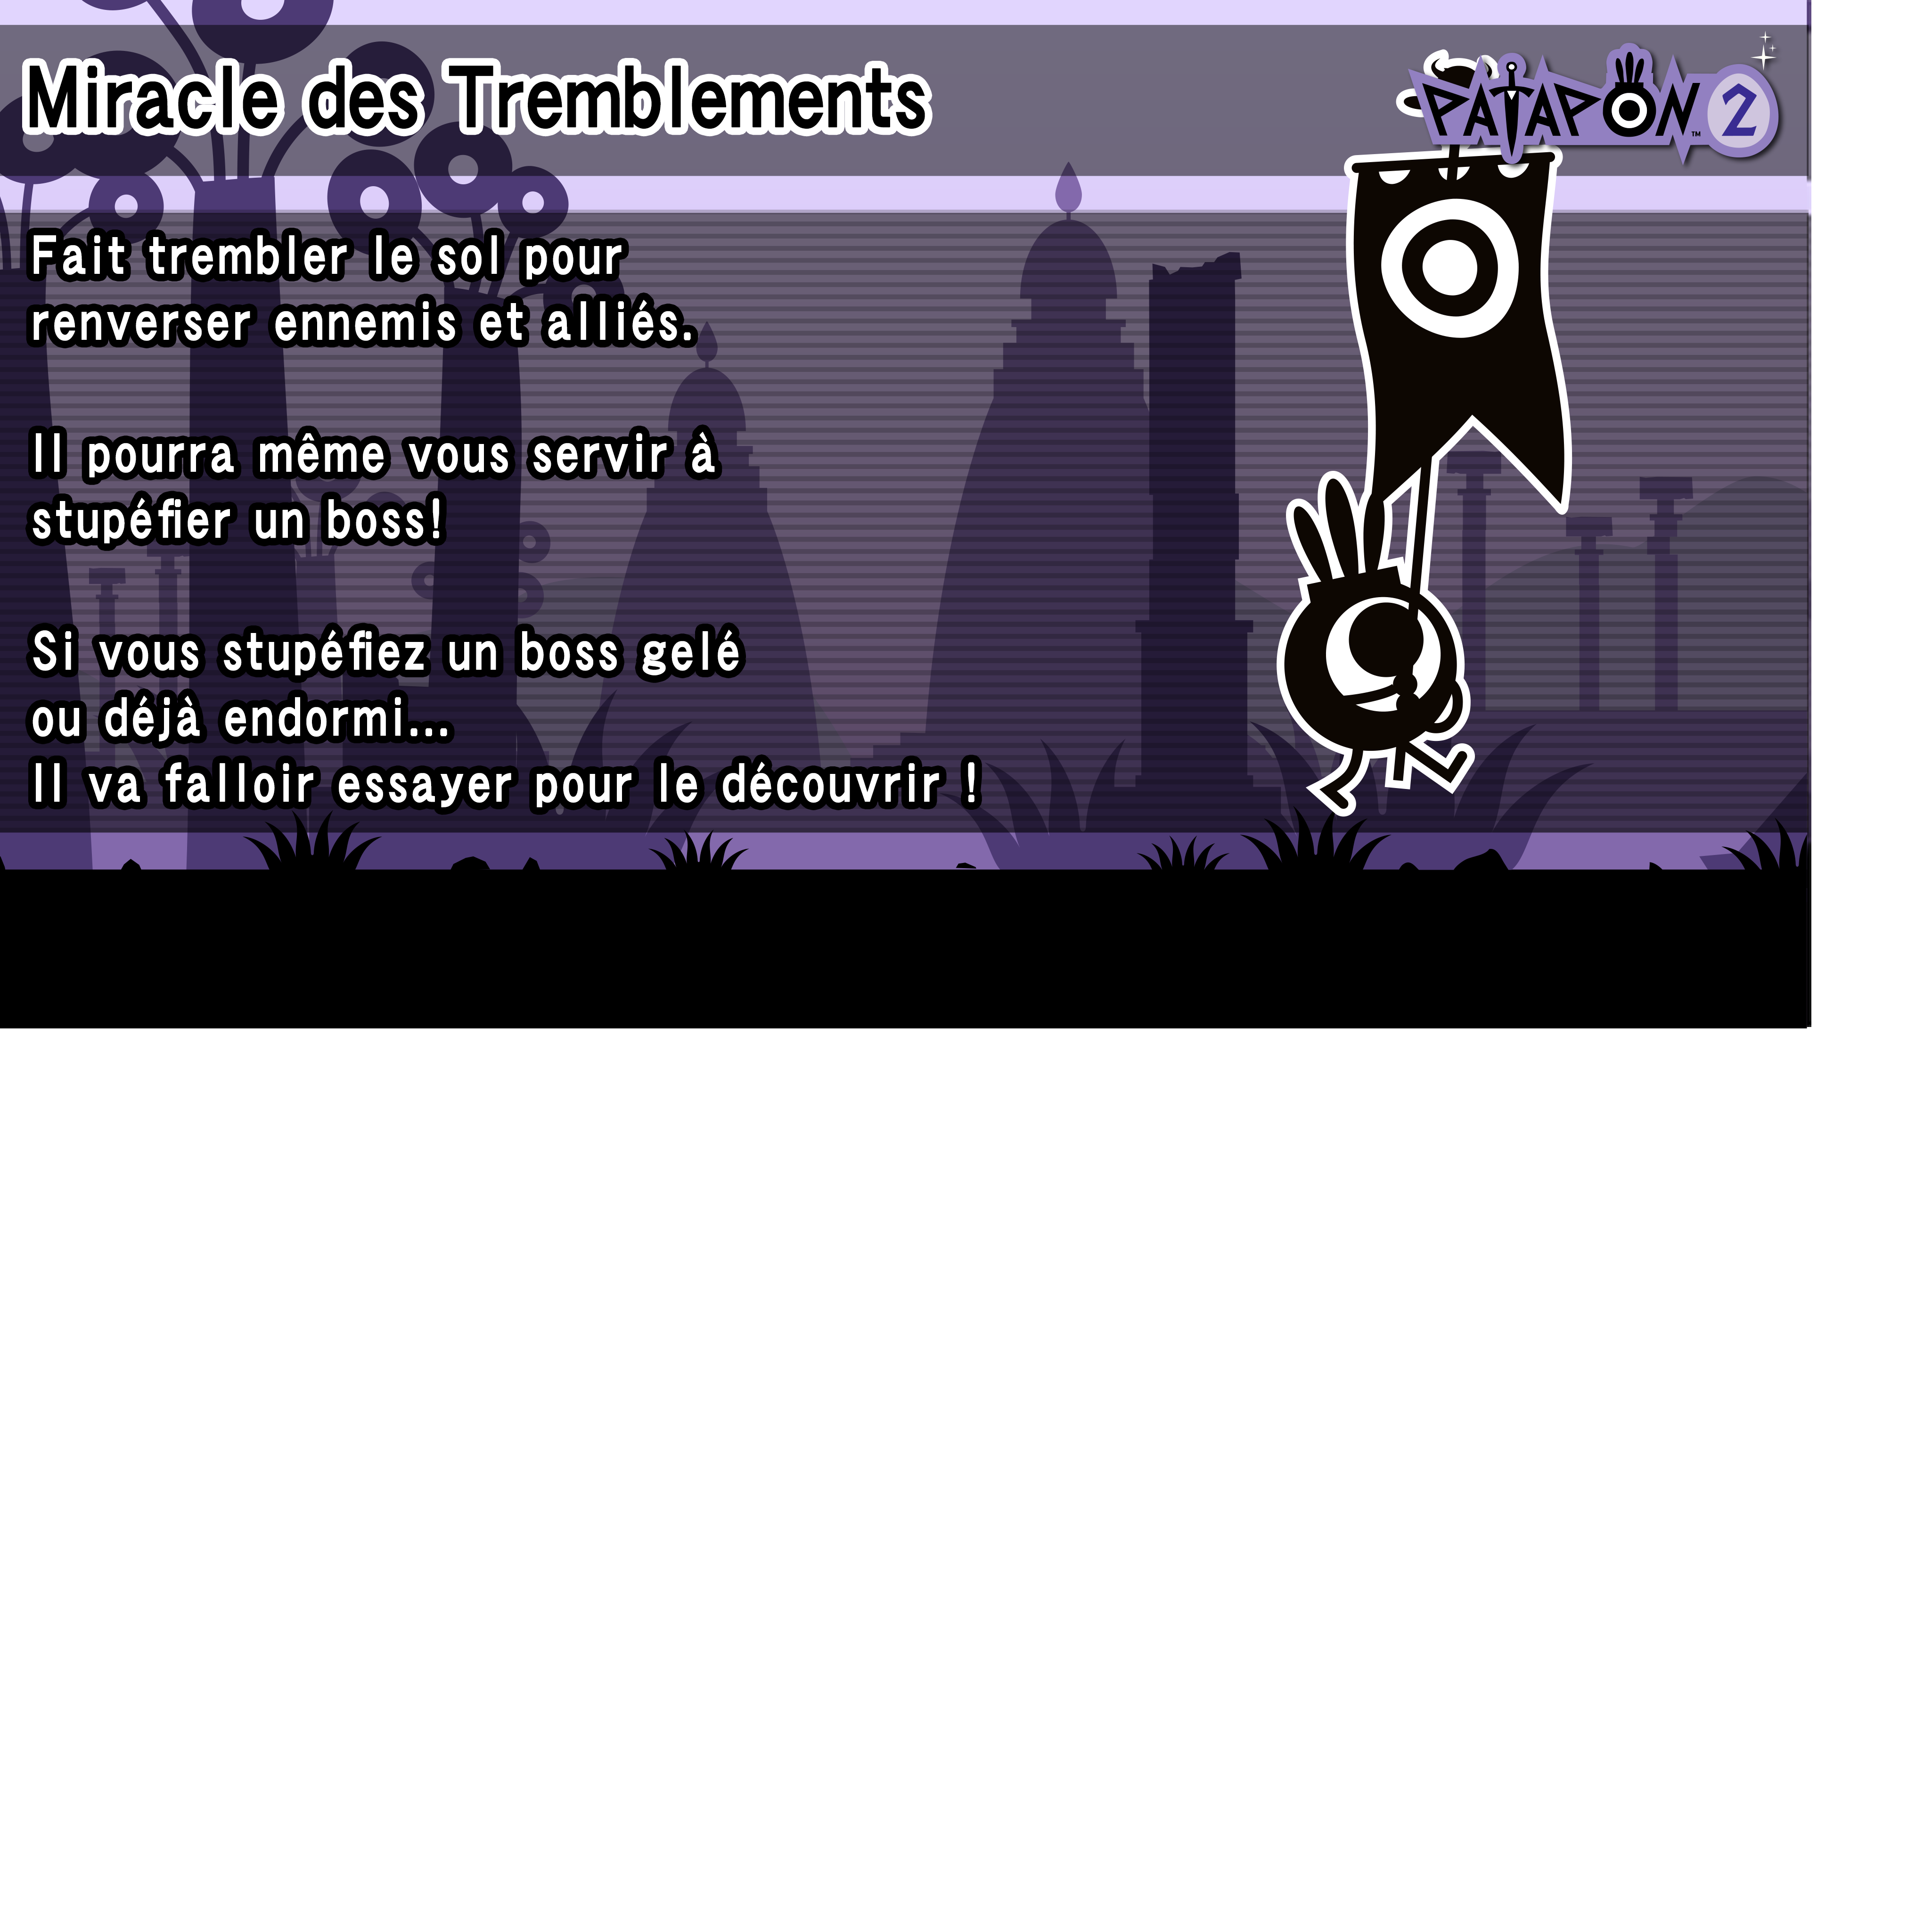 Miracle des Tremblements
PATAPON™ 2
Fait trembler le sol pour
renverser ennemis et alliés.
Il pourra même vous servir à
stupéfier un boss!
Si vous stupéfiez un boss gelé
ou déjà endormi...
Il va falloir essayer pour le découvrir !